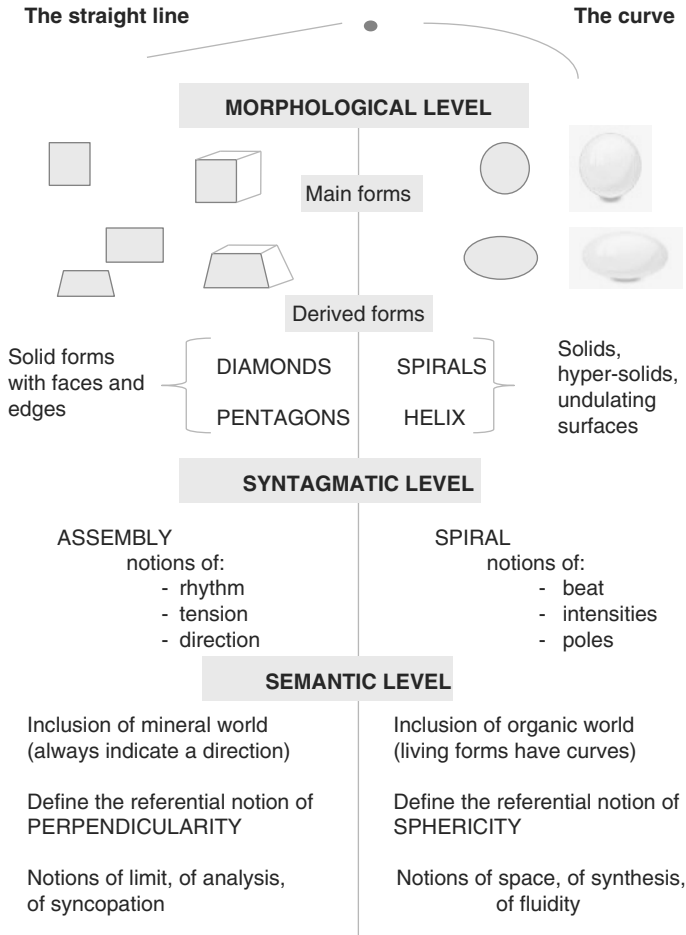 The straight line
The curve
MORPHOLOGICAL LEVEL
Main forms
Derived forms
Solid forms
with faces and
edges
DIAMONDS
PENTAGONS
SPIRALS
HELIX
Solids,
hyper-solids,
undulating
surfaces
SYNTAGMATIC LEVEL
ASSEMBLY
notions of:
- rhythm
- tension
- direction
SPIRAL
notions of:
- beat
- intensities
- poles
SEMANTIC LEVEL
Inclusion of mineral world
(always indicate a direction)
Define the referential notion of
PERPENDICULARITY
Notions of limit, of analysis,
of syncopation
Inclusion of organic world
(living forms have curves)
Define the referential notion of
SPHERICITY
Notions of space, of synthesis,
of fluidity